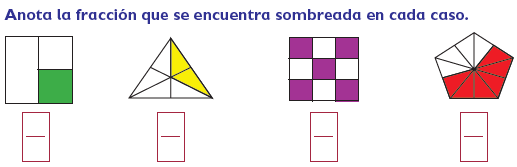 Anota la fracción que se encuentra sombreada en cada caso.